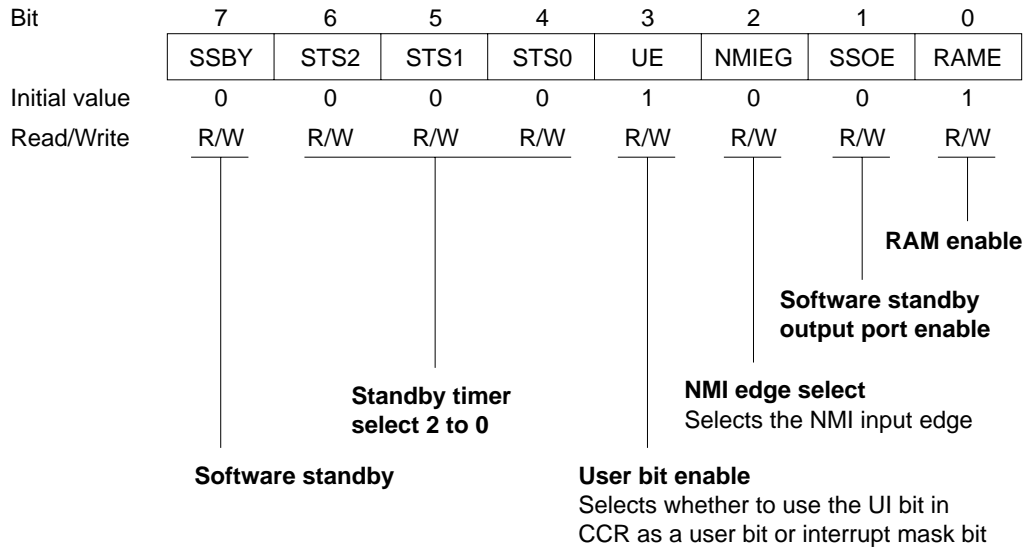 Bit 7 6 5 4 3 2 1 0
SSBY STS2 STS1 STS0 UE NMIEG SSOE RAME
Initial value 0 0 0 0 1 0 0 1
Read/Write R/W R/W R/W R/W R/W R/W R/W R/W
RAM enable
Software standby
output port enable
Standby timer
select 2 to 0
NMI edge select
Selects the NMI input edge
Software standby
User bit enable
Selects whether to use the UI bit in
CCR as a user bit or interrupt mask bit